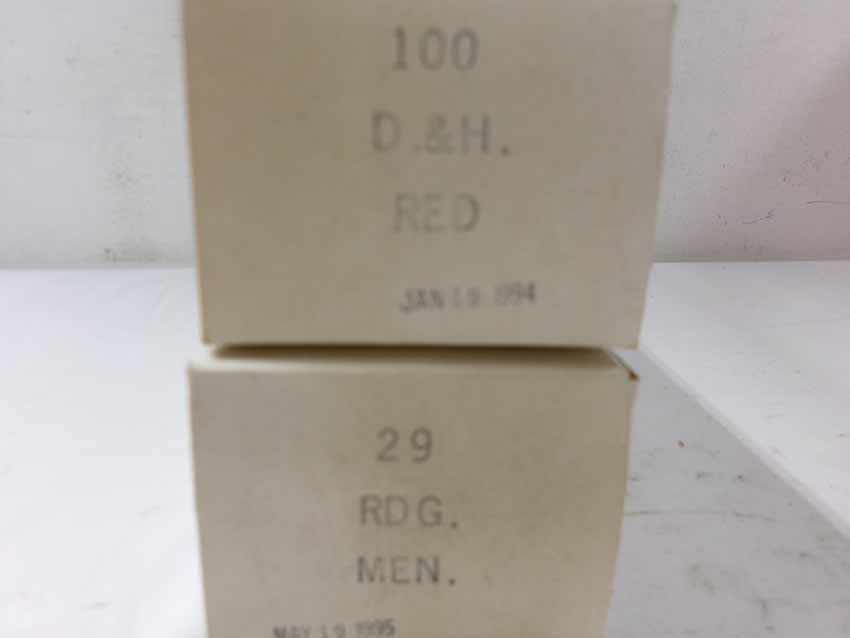 100
D.&H.
RED
JAN 19 1994
29
RDG.
MEN.
MAY 19 1995